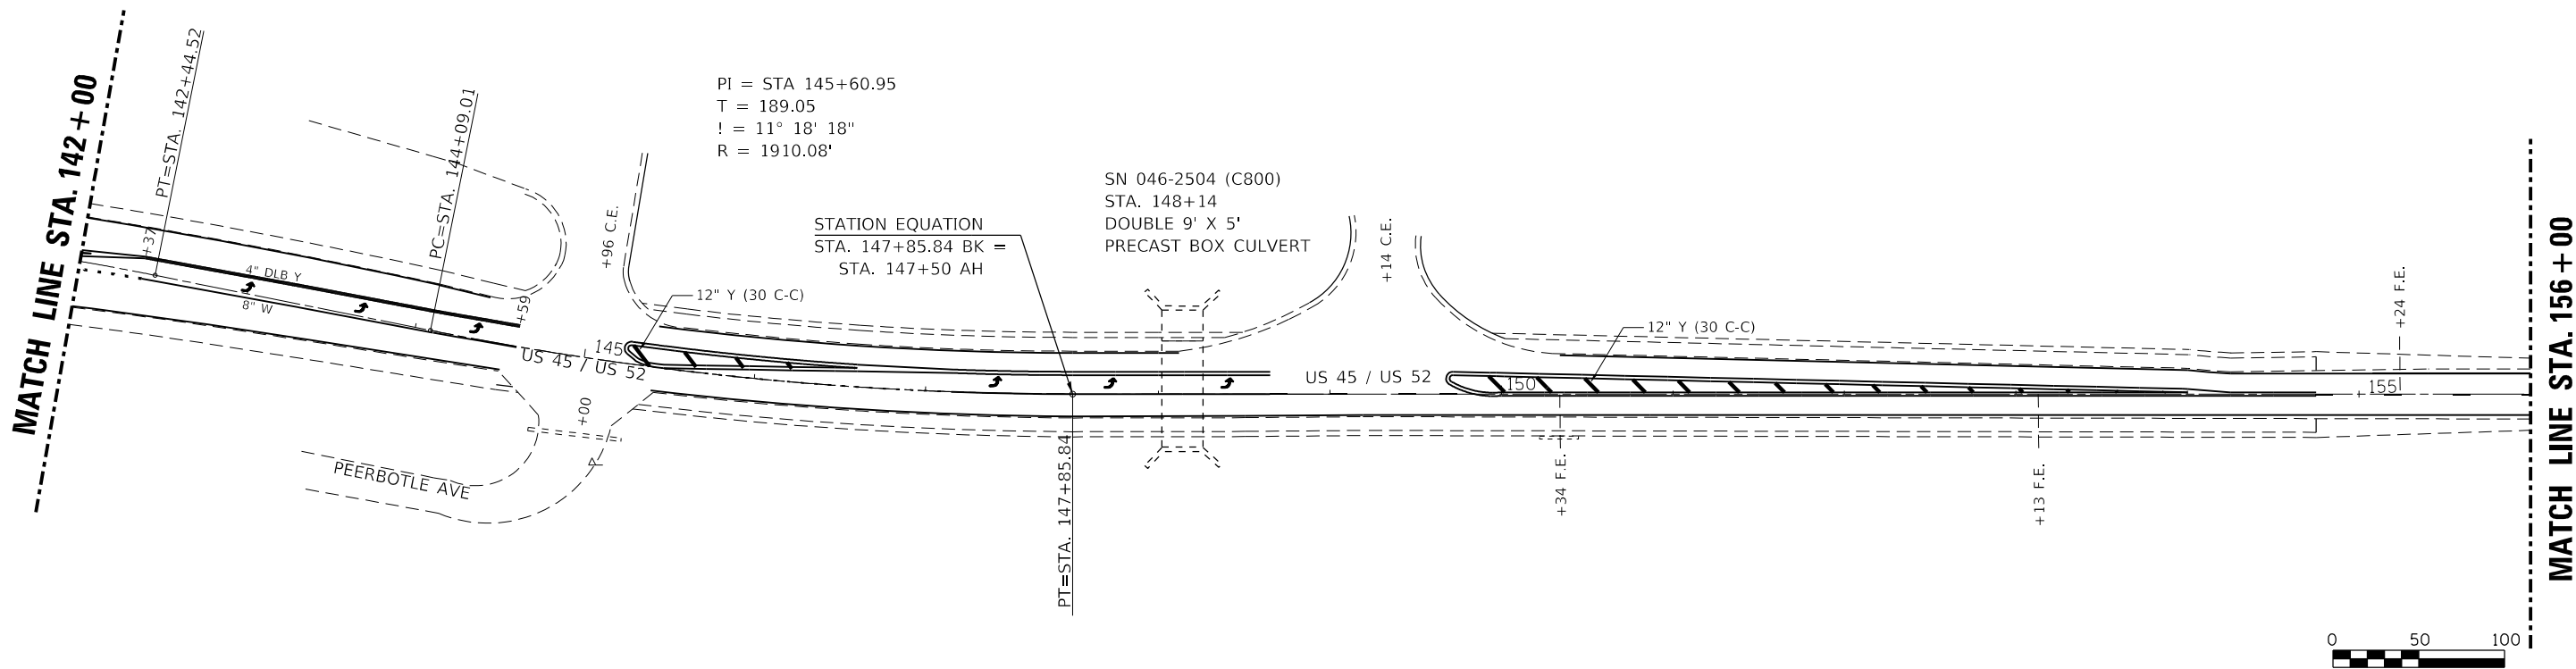 MATCH LINE STA. 142+00
PT=STA. 142+44.52
+37
4" DLB Y
8" W
PC=STA. 144+09.01
+59
PI = STA 145+60.95
T = 189.05
! = 11° 18' 18"
R = 1910.08'
+96 C.E.
12" Y (30 C-C)
145
US 45 / US 52
+00
PEERBOTLE AVE
STATION EQUATION
STA. 147+85.84 BK =
STA. 147+50 AH
PT=STA. 147+85.84
SN 046-2504 (C800)
STA. 148+14
DOUBLE 9' X 5'
PRECAST BOX CULVERT
+14 C.E.
US 45 / US 52
12" Y (30 C-C)
150
+34 F.E.
+13 F.E.
+24 F.E.
155
MATCH LINE STA. 156+00
0 50 100